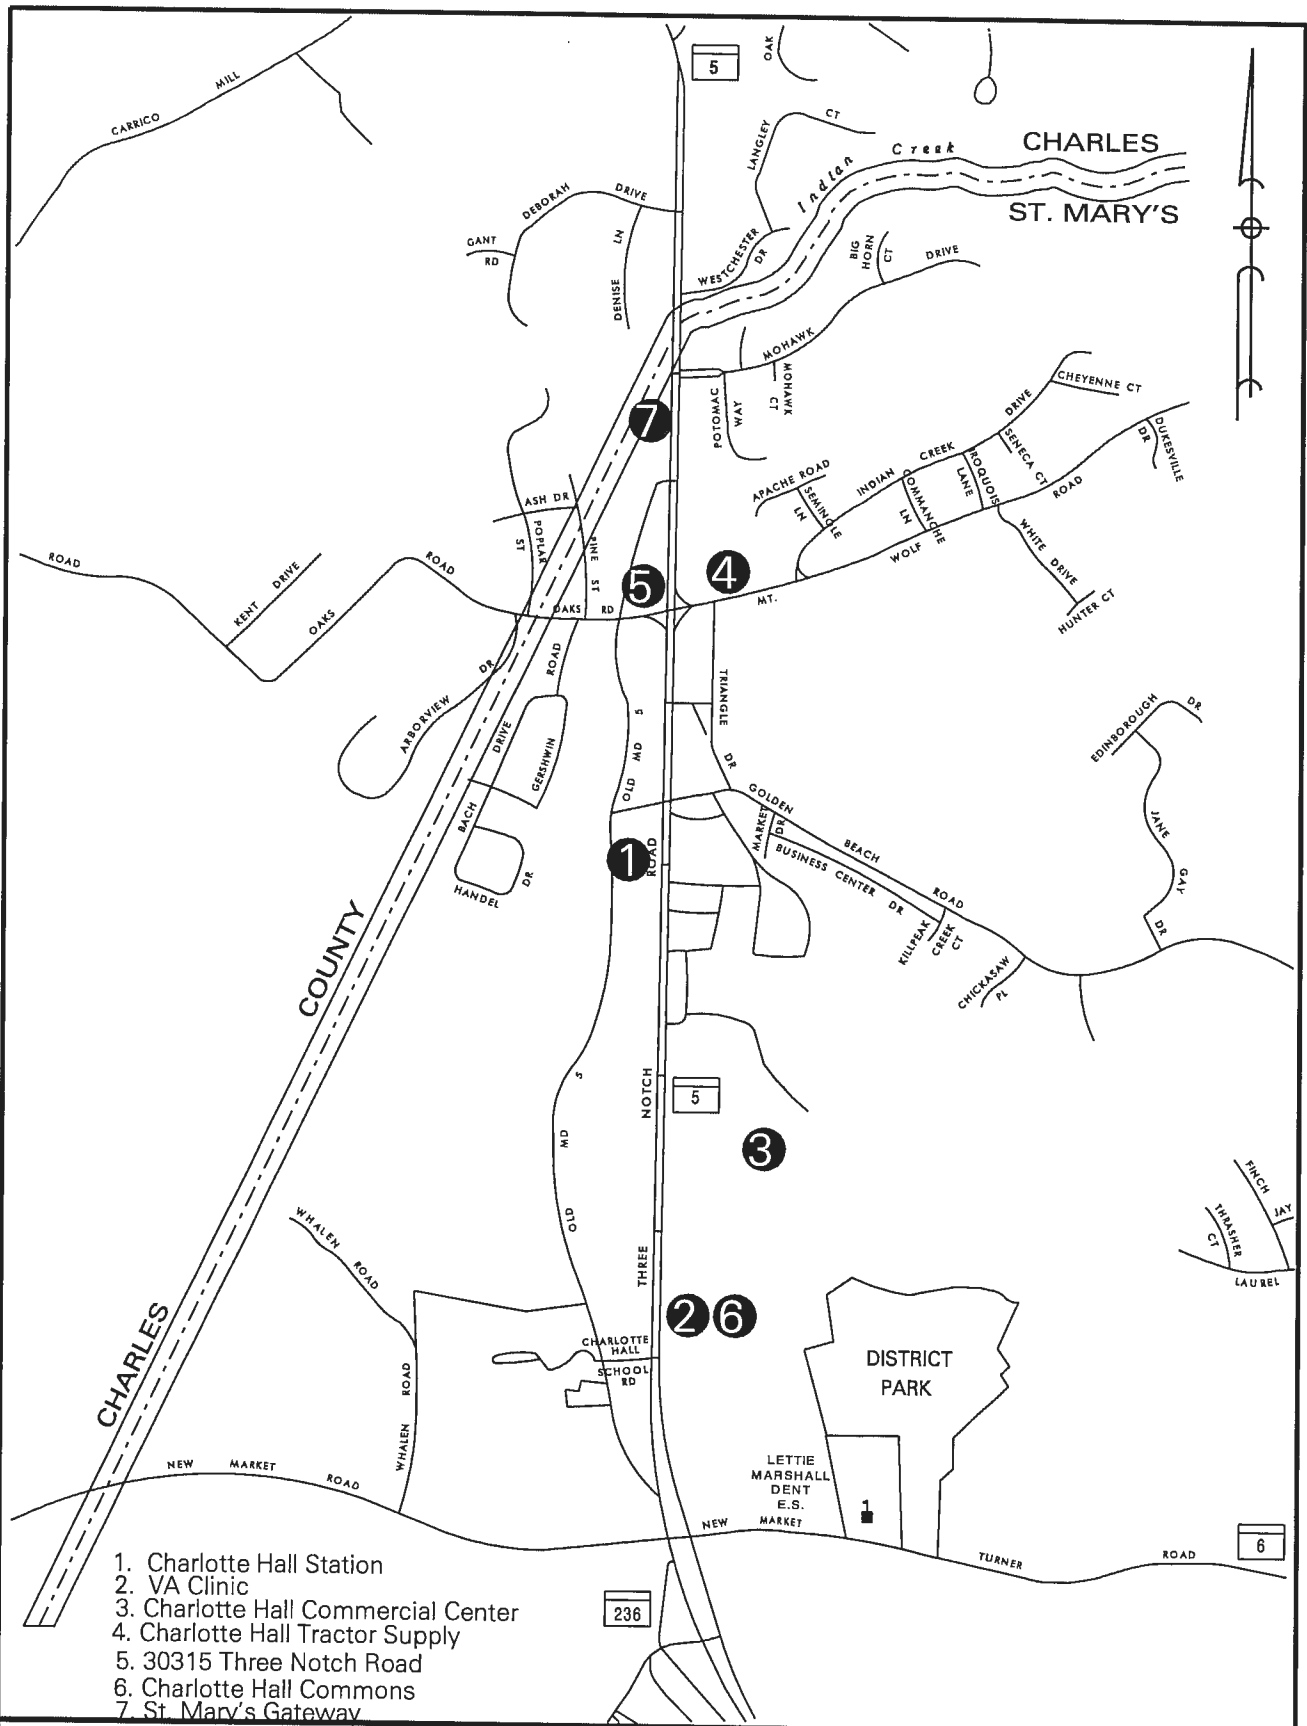 5
OAK
CARRICO MILL
LANGLEY CT
Indian Creek
CHARLES
ST. MARY'S
DEBORAH DRIVE
GANT
RD
DENISE LN
WESTCHESTER
DR
BIG
HORN
CT
DRIVE
MOHAWK
MOHAWK
CT
POTOMAC
WAY
7
CHEYENNE CT
DRIVE
SENECA CT
DUKESVILLE
DR
APACHE ROAD
SEMINOLE
LN
INDIAN CREEK
COMMANCHE
LN
IROQUOIS
LANE
ROAD
WOLF
MT.
WHITE DRIVE
HUNTER CT
ASH DR
POPLAR
ST
PINE ST
ROAD
KENT DRIVE
OAKS
ROAD
OAKS RD
5
4
ARBORVIEW DR
ROAD
BACH DRIVE
GERSHWIN
HANDEL DR
OLD MD 5
TRIANGLE DR
EDINBOROUGH DR
JANE GAY DR
GOLDEN BEACH ROAD
MARKET
DR
BUSINESS CENTER DR
KILLPEAK
CREEK
CT
CHICKASAW
PL
1
ROAD
COUNTY
NOTCH
5
OLD MD 5
3
THREE
WHALEN ROAD
FINCH
JAY
THRASHER
CT
LAUREL
2 6
CHARLOTTE
HALL
SCHOOL
RD
DISTRICT
PARK
CHARLES
WHALEN ROAD
NEW MARKET ROAD
LETTIE
MARSHALL
DENT
E.S.
1
NEW MARKET
TURNER ROAD
6
236
1. Charlotte Hall Station
2. VA Clinic
3. Charlotte Hall Commercial Center
4. Charlotte Hall Tractor Supply
5. 30315 Three Notch Road
6. Charlotte Hall Commons
7. St. Mary's Gateway